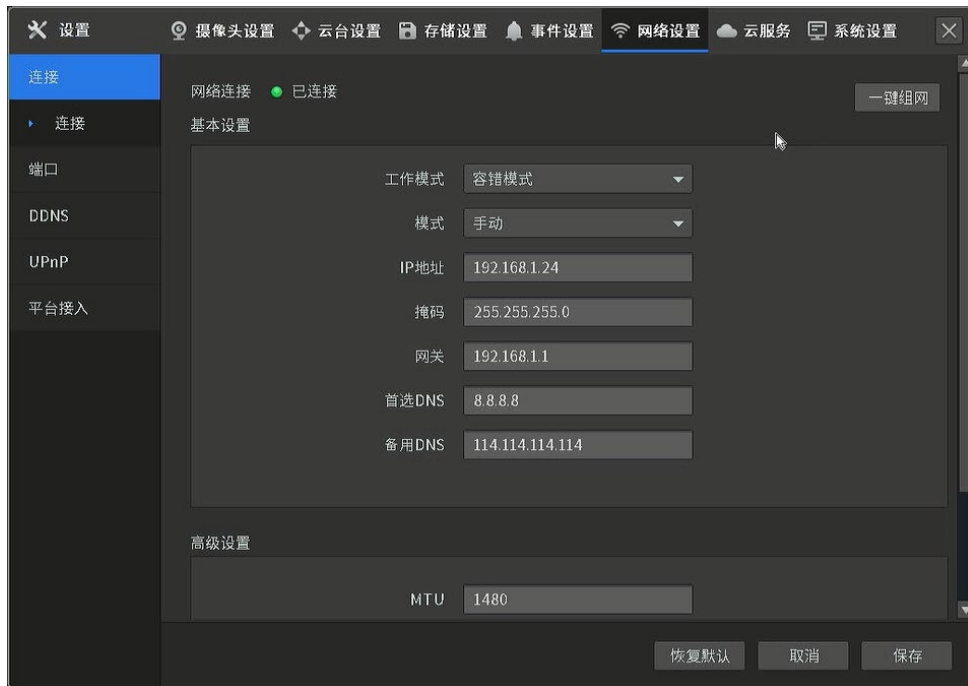 设置 摄像头设置 云台设置 存储设置 事件设置 网络设置 云服务 系统设置
连接
连接
端口
DDNS
UPnP
平台接入
网络连接 已连接
一键组网
基本设置
工作模式 容错模式
模式 手动
IP地址 192.168.1.24
掩码 255.255.255.0
网关 192.168.1.1
首选DNS 8.8.8.8
备用DNS 114.114.114.114
高级设置
MTU 1480
恢复默认 取消 保存